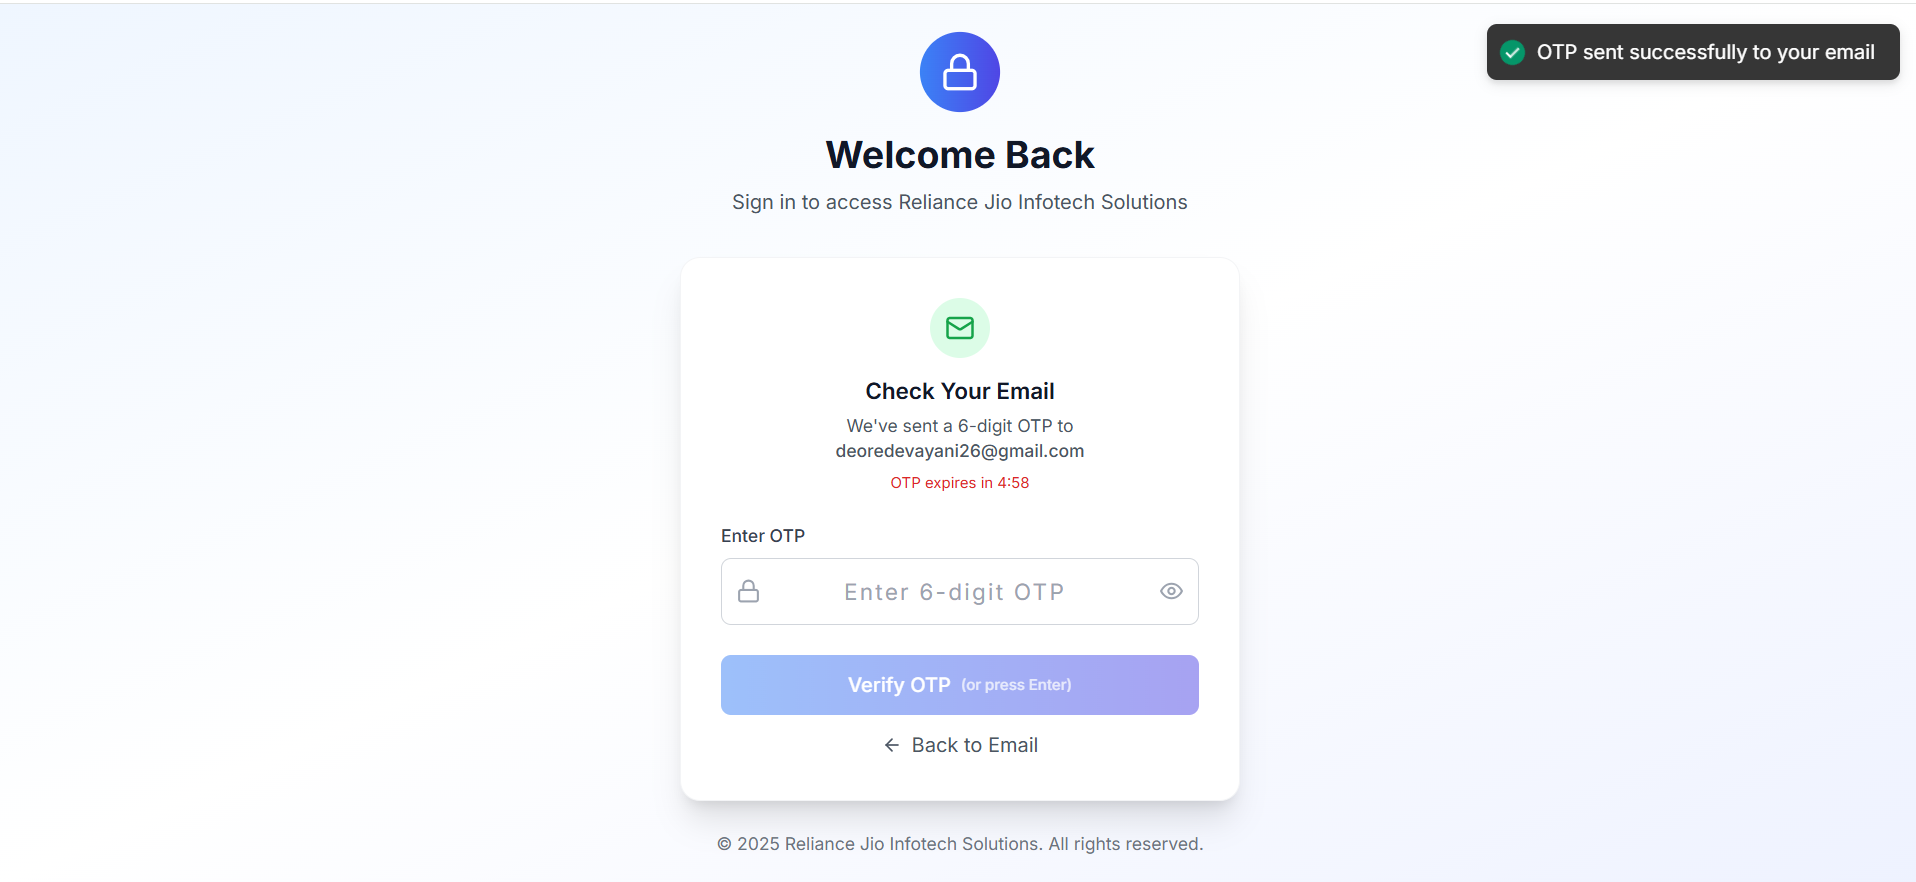 OTP sent successfully to your email
Welcome Back
Sign in to access Reliance Jio Infotech Solutions
Check Your Email
We've sent a 6-digit OTP to
deoredevayani26@gmail.com
OTP expires in 4:58
Enter OTP
Enter 6-digit OTP
Verify OTP (or press Enter)
Back to Email
© 2025 Reliance Jio Infotech Solutions. All rights reserved.